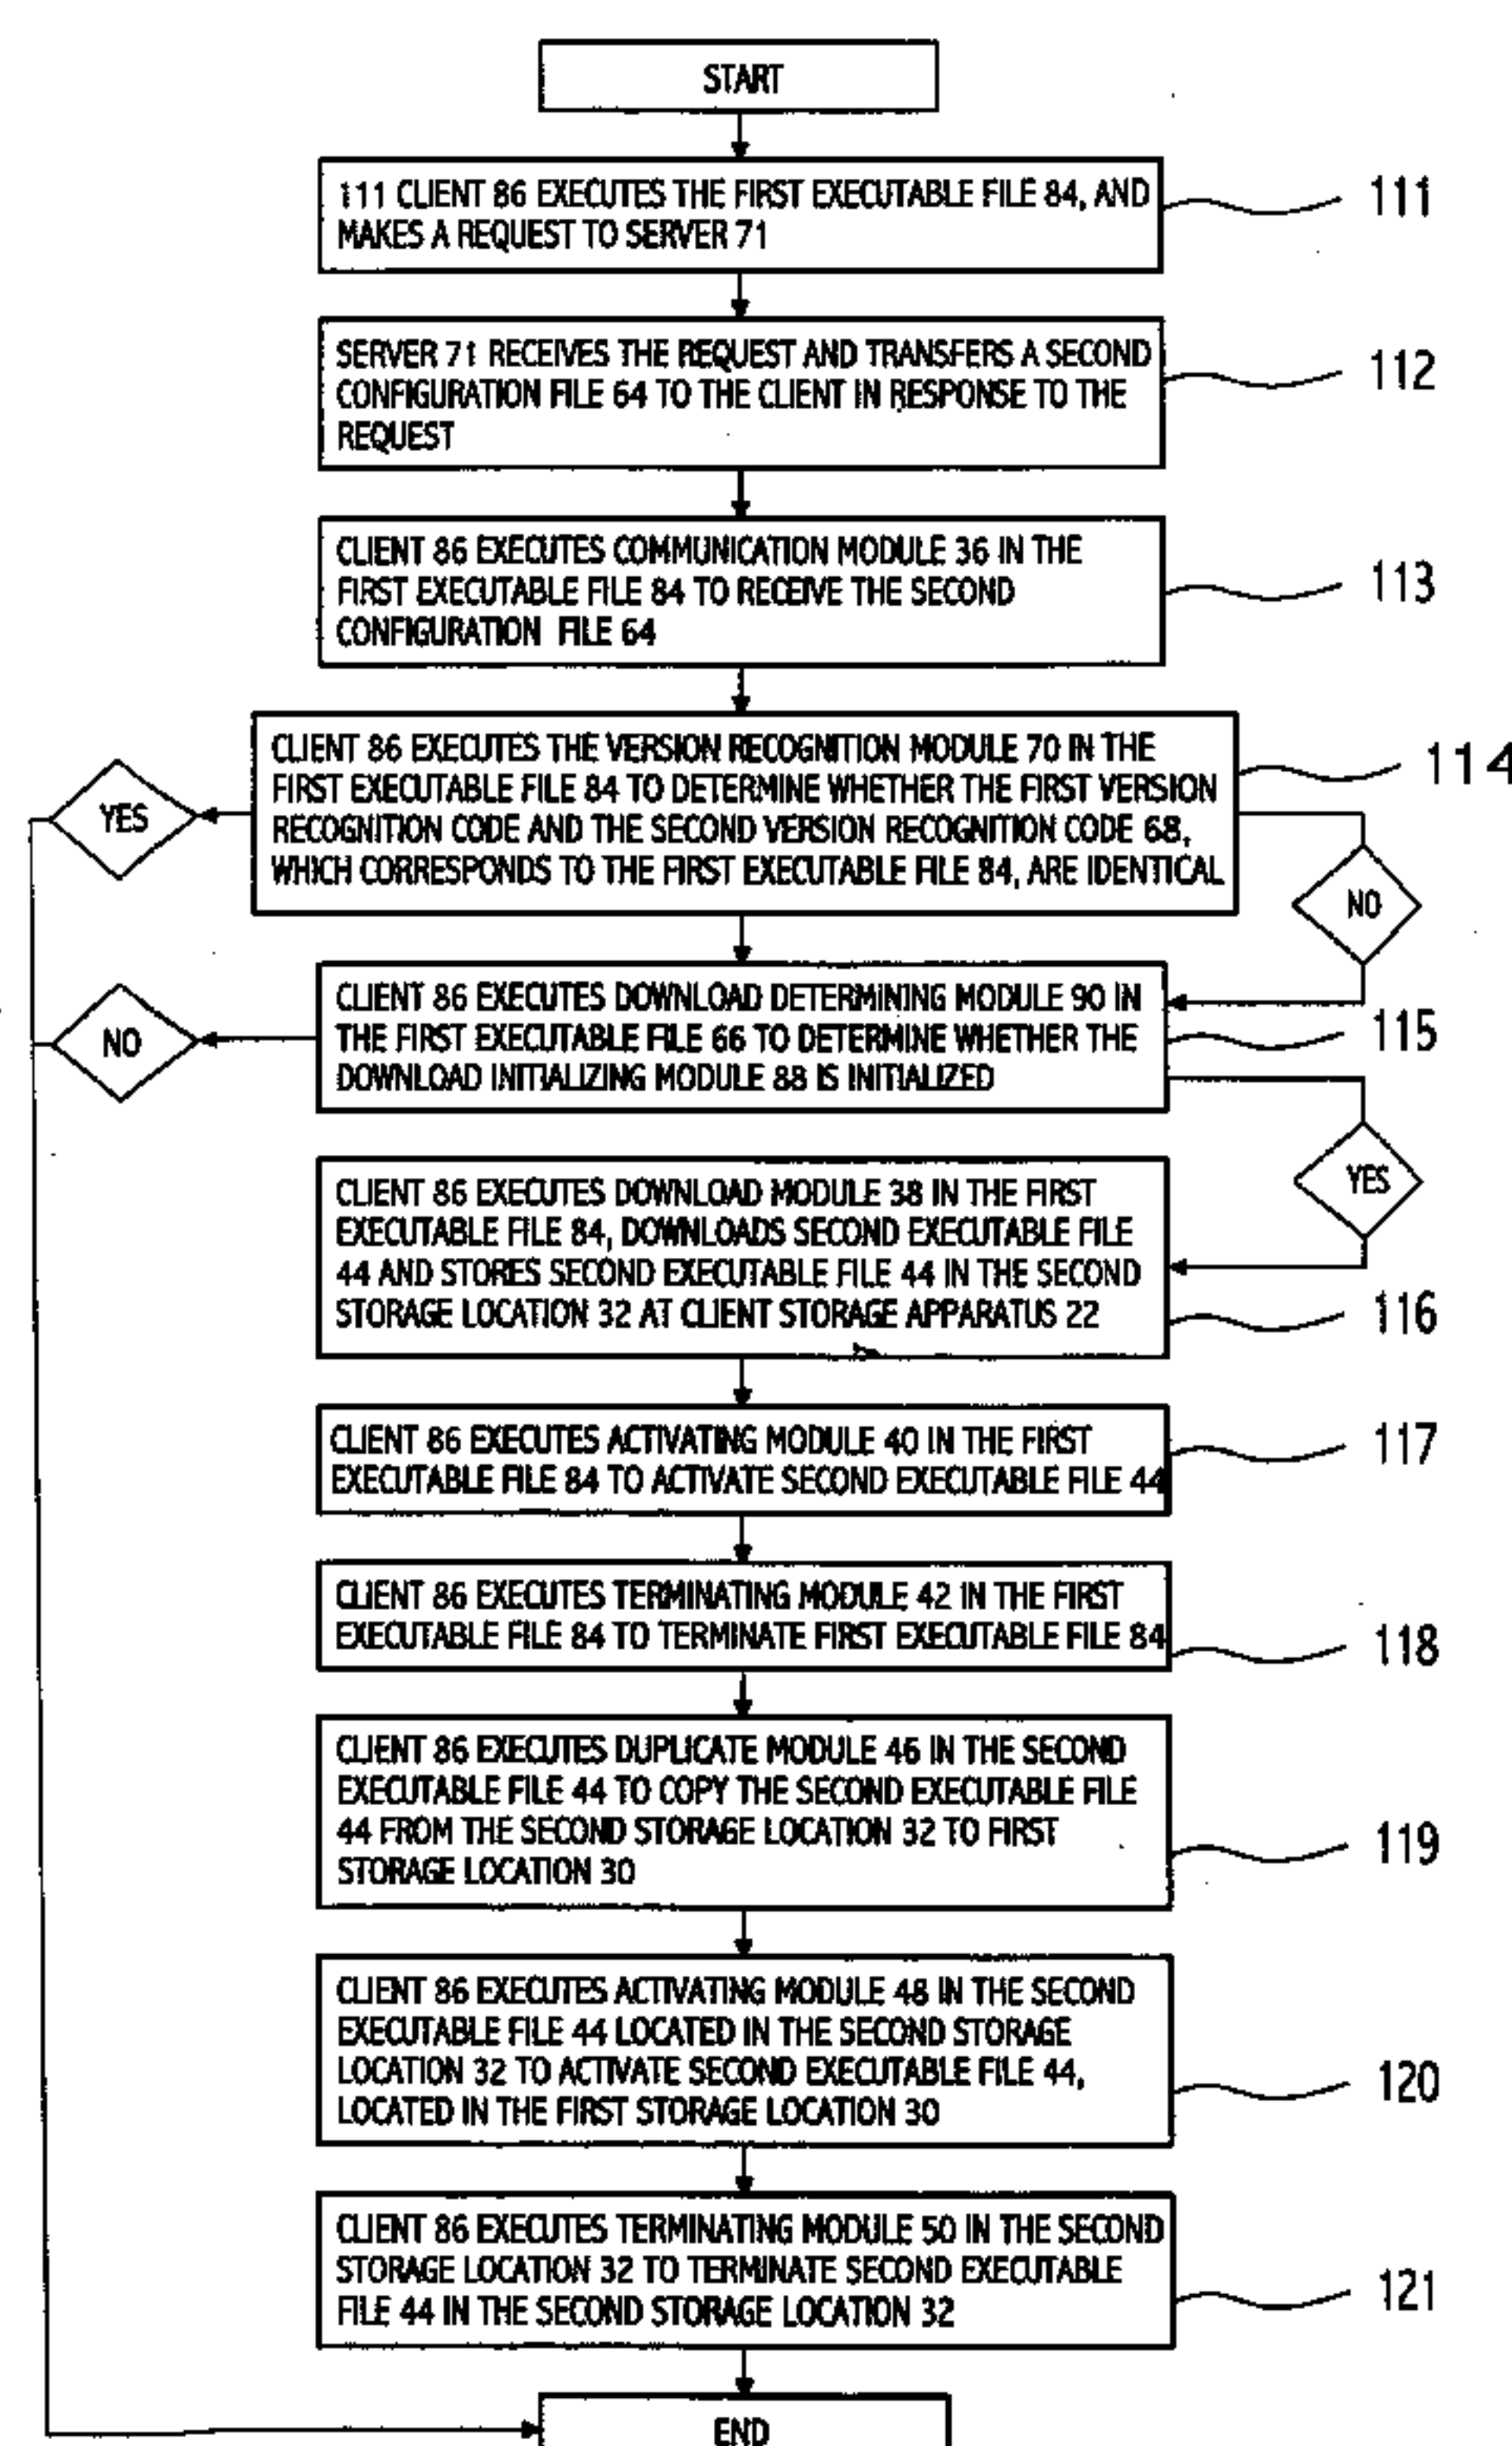 START
111 CLIENT 86 EXECUTES THE FIRST EXECUTABLE FILE 84, AND
MAKES A REQUEST TO SERVER 71
111
SERVER 71 RECEIVES THE REQUEST AND TRANSFERS A SECOND
CONFIGURATION FILE 64 TO THE CLIENT IN RESPONSE TO THE
REQUEST
112
CLIENT 86 EXECUTES COMMUNICATION MODULE 36 IN THE
FIRST EXECUTABLE FILE 84 TO RECEIVE THE SECOND
CONFIGURATION FILE 64
113
CLIENT 86 EXECUTES THE VERSION RECOGNITION MODULE 70 IN THE
FIRST EXECUTABLE FILE 84 TO DETERMINE WHETHER THE FIRST VERSION
RECOGNITION CODE AND THE SECOND VERSION RECOGNITION CODE 68,
WHICH CORRESPONDS TO THE FIRST EXECUTABLE FILE 84, ARE IDENTICAL
114
YES
NO
CLIENT 86 EXECUTES DOWNLOAD DETERMINING MODULE 90 IN
THE FIRST EXECUTABLE FILE 66 TO DETERMINE WHETHER THE
DOWNLOAD INITIALIZING MODULE 88 IS INITIALIZED
115
NO
YES
CLIENT 86 EXECUTES DOWNLOAD MODULE 38 IN THE FIRST
EXECUTABLE FILE 84, DOWNLOADS SECOND EXECUTABLE FILE
44 AND STORES SECOND EXECUTABLE FILE 44 IN THE SECOND
STORAGE LOCATION 32 AT CLIENT STORAGE APPARATUS 22
116
CLIENT 86 EXECUTES ACTIVATING MODULE 40 IN THE FIRST
EXECUTABLE FILE 84 TO ACTIVATE SECOND EXECUTABLE FILE 44
117
CLIENT 86 EXECUTES TERMINATING MODULE 42 IN THE FIRST
EXECUTABLE FILE 84 TO TERMINATE FIRST EXECUTABLE FILE 84
118
CLIENT 86 EXECUTES DUPLICATE MODULE 46 IN THE SECOND
EXECUTABLE FILE 44 TO COPY THE SECOND EXECUTABLE FILE
44 FROM THE SECOND STORAGE LOCATION 32 TO FIRST
STORAGE LOCATION 30
119
CLIENT 86 EXECUTES ACTIVATING MODULE 48 IN THE SECOND
EXECUTABLE FILE 44 LOCATED IN THE SECOND STORAGE
LOCATION 32 TO ACTIVATE SECOND EXECUTABLE FILE 44,
LOCATED IN THE FIRST STORAGE LOCATION 30
120
CLIENT 86 EXECUTES TERMINATING MODULE 50 IN THE SECOND
STORAGE LOCATION 32 TO TERMINATE SECOND EXECUTABLE
FILE 44 IN THE SECOND STORAGE LOCATION 32
121
END